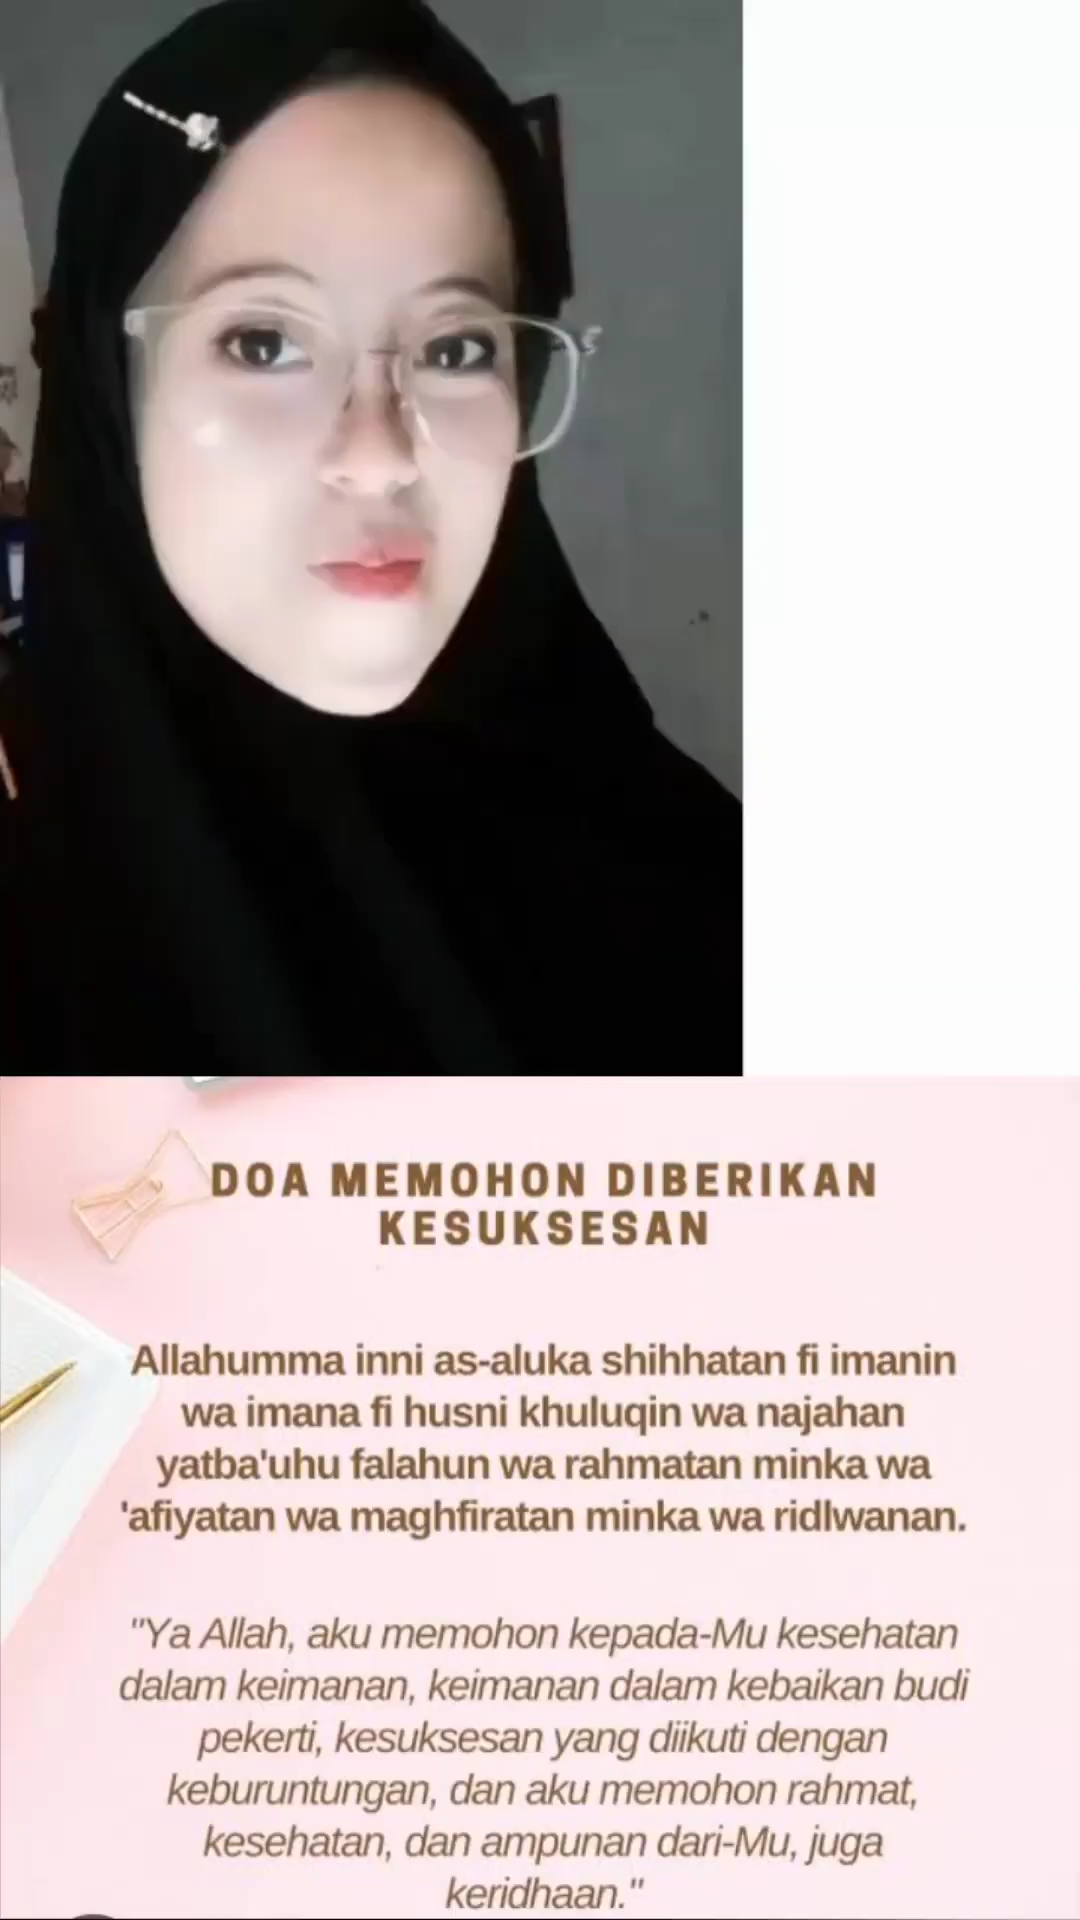 DOA MEMOHON DIBERIKAN
KESUKSESAN
Allahumma inni as-aluka shihhatan fi imanin
wa imana fi husni khuluqin wa najahan
yatba'uhu falahun wa rahmatan minka wa
'afiyatan wa maghfiratan minka wa ridlwanan.
"Ya Allah, aku memohon kepada-Mu kesehatan
dalam keimanan, keimanan dalam kebaikan budi
pekerti, kesuksesan yang diikuti dengan
keburuntungan, dan aku memohon rahmat,
kesehatan, dan ampunan dari-Mu, juga
keridhaan."